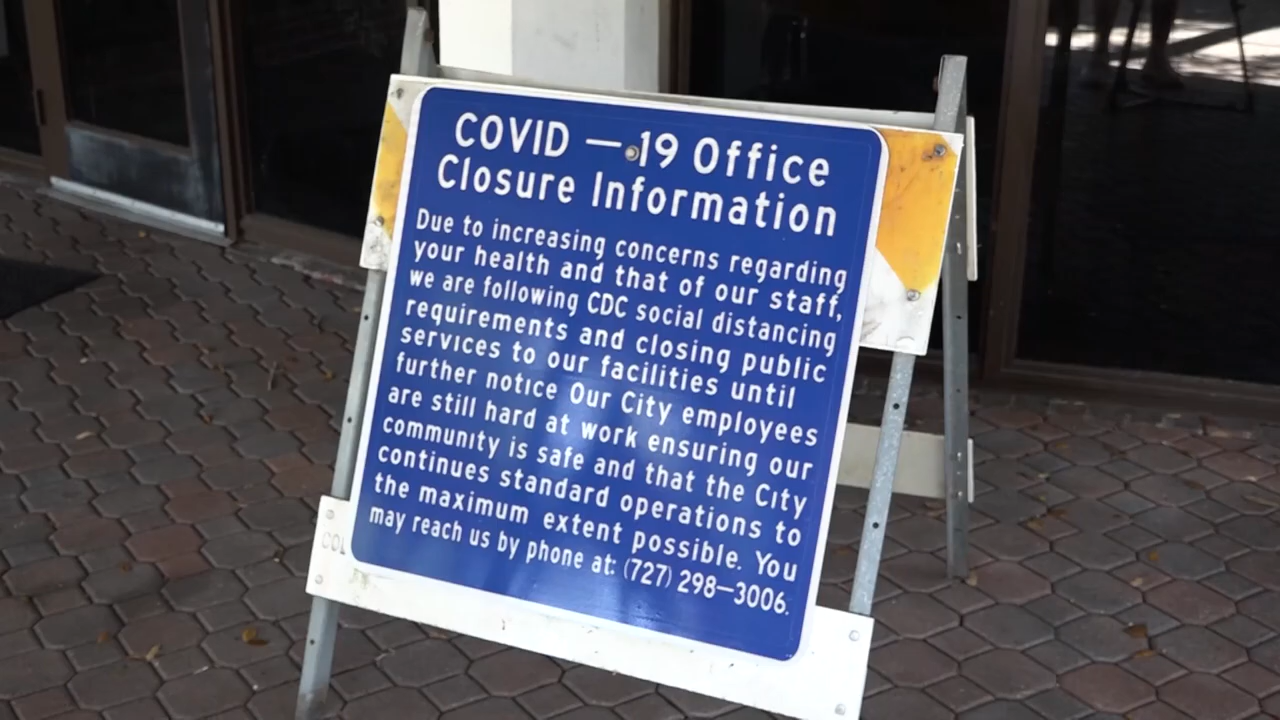 COVID — 19 Office
Closure Information
Due to increasing concerns regarding
your health and that of our staff,
we are following CDC social distancing
requirements and closing public
services to our facilities until
further notice Our City employees
are still hard at work ensuring our
community is safe and that the City
continues standard operations to
the maximum extent possible. You
may reach us by phone at: (727) 298—3006.
COL